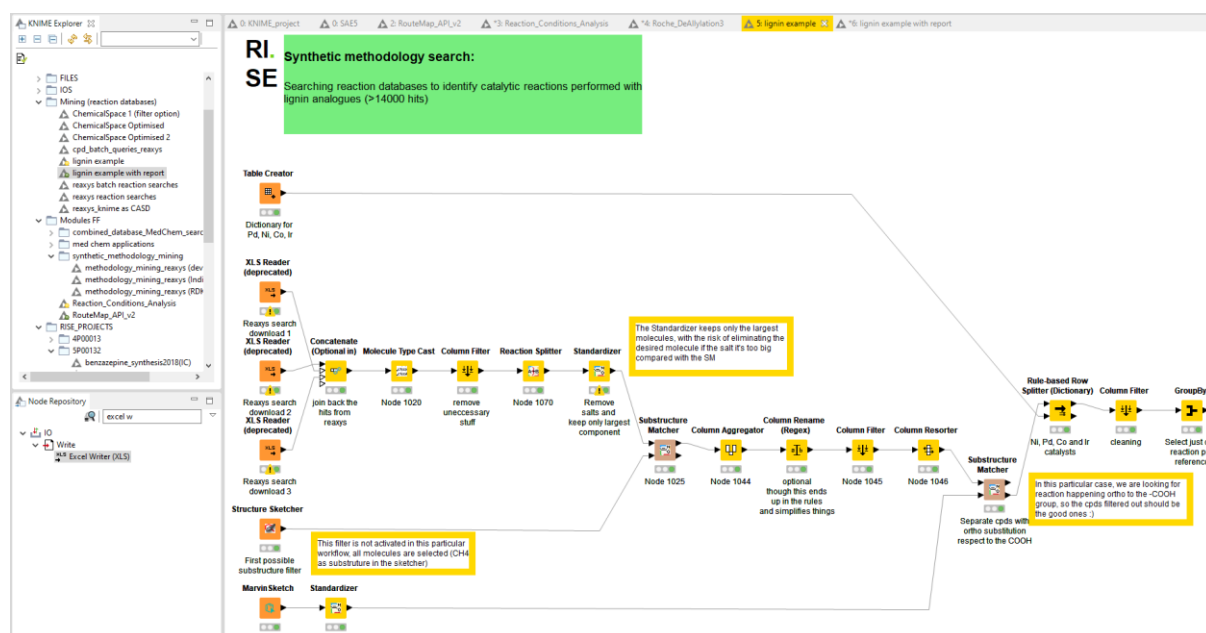 KNIME Explorer
0: KNIME_project
0: SAE5
2: RouteMap_API_v2
*3: Reaction_Conditions_Analysis
*4: Roche_DeAllylation3
5: lignin example
*6: lignin example with report
FILES
IOS
Mining (reaction databases)
ChemicalSpace 1 (filter option)
ChemicalSpace Optimised
ChemicalSpace Optimised 2
cpd_batch_queries_reaxys
lignin example
lignin example with report
reaxys batch reaction searches
reaxys reaction searches
reaxys_knime as CASD
Modules FF
combined_database_MedChem_searc
med chem applications
synthetic_methodology_mining
methodology_mining_reaxys (dev
methodology_mining_reaxys (Indi
methodology_mining_reaxys (RDK
Reaction_Conditions_Analysis
RouteMap_API_v2
RISE_PROJECTS
4P00013
5P00132
benzazepine_synthesis2018(IC)
Node Repository
excel w
IO
Write
XLS
Excel Writer (XLS)
RI.
SE
Synthetic methodology search:
Searching reaction databases to identify catalytic reactions performed with
lignin analogues (>14000 hits)
Table Creator
Dictionary for
Pd, Ni, Co, Ir
XLS Reader
(deprecated)
XLS
Reaxys search
download 1
XLS Reader
(deprecated)
XLS
Reaxys search
download 2
XLS Reader
(deprecated)
XLS
Reaxys search
download 3
Concatenate
(Optional in)
join back the
hits from
reaxys
Molecule Type Cast
Node 1020
Column Filter
remove
uneccessary
stuff
Reaction Splitter
Node 1070
Standardizer
Remove
salts and
keep only largest
component
The Standardizer keeps only the largest
molecules, with the risk of eliminating the
desired molecule if the salt it's too big
compared with the SM
Structure Sketcher
First possible
substructure filter
This filter is not activated in this particular
workflow, all molecules are selected (CH4
as substruture in the sketcher)
MarvinSketch
Standardizer
Substructure
Matcher
Node 1025
Column Aggregator
Node 1044
Column Rename
(Regex)
optional
though this ends
up in the rules
and simplifies things
Column Filter
Node 1045
Column Resorter
Node 1046
Substructure
Matcher
Separate cpds with
ortho substitution
respect to the COOH
Rule-based Row
Splitter (Dictionary)
Ni, Pd, Co and Ir
catalysts
Column Filter
cleaning
GroupBy
Select just
reaction p
referenc
In this particular case, we are looking for
reaction happening ortho to the -COOH
group, so the cpds filtered out should be
the good ones :)